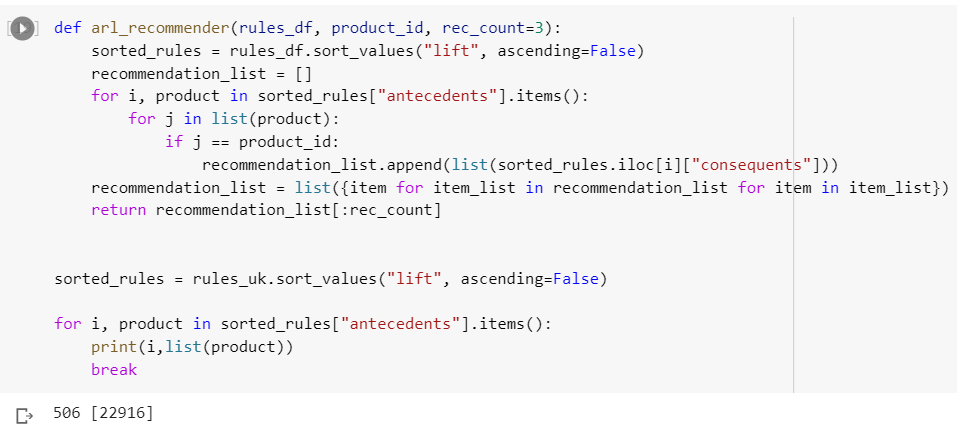 def arl_recommender(rules_df, product_id, rec_count=3):
    sorted_rules = rules_df.sort_values("lift", ascending=False)
    recommendation_list = []
    for i, product in sorted_rules["antecedents"].items():
        for j in list(product):
            if j == product_id:
                recommendation_list.append(list(sorted_rules.iloc[i]["consequents"]))
    recommendation_list = list({item for item_list in recommendation_list for item in item_list})
    return recommendation_list[:rec_count]
sorted_rules = rules_uk.sort_values("lift", ascending=False)
for i, product in sorted_rules["antecedents"].items():
    print(i,list(product))
    break
506 [22916]